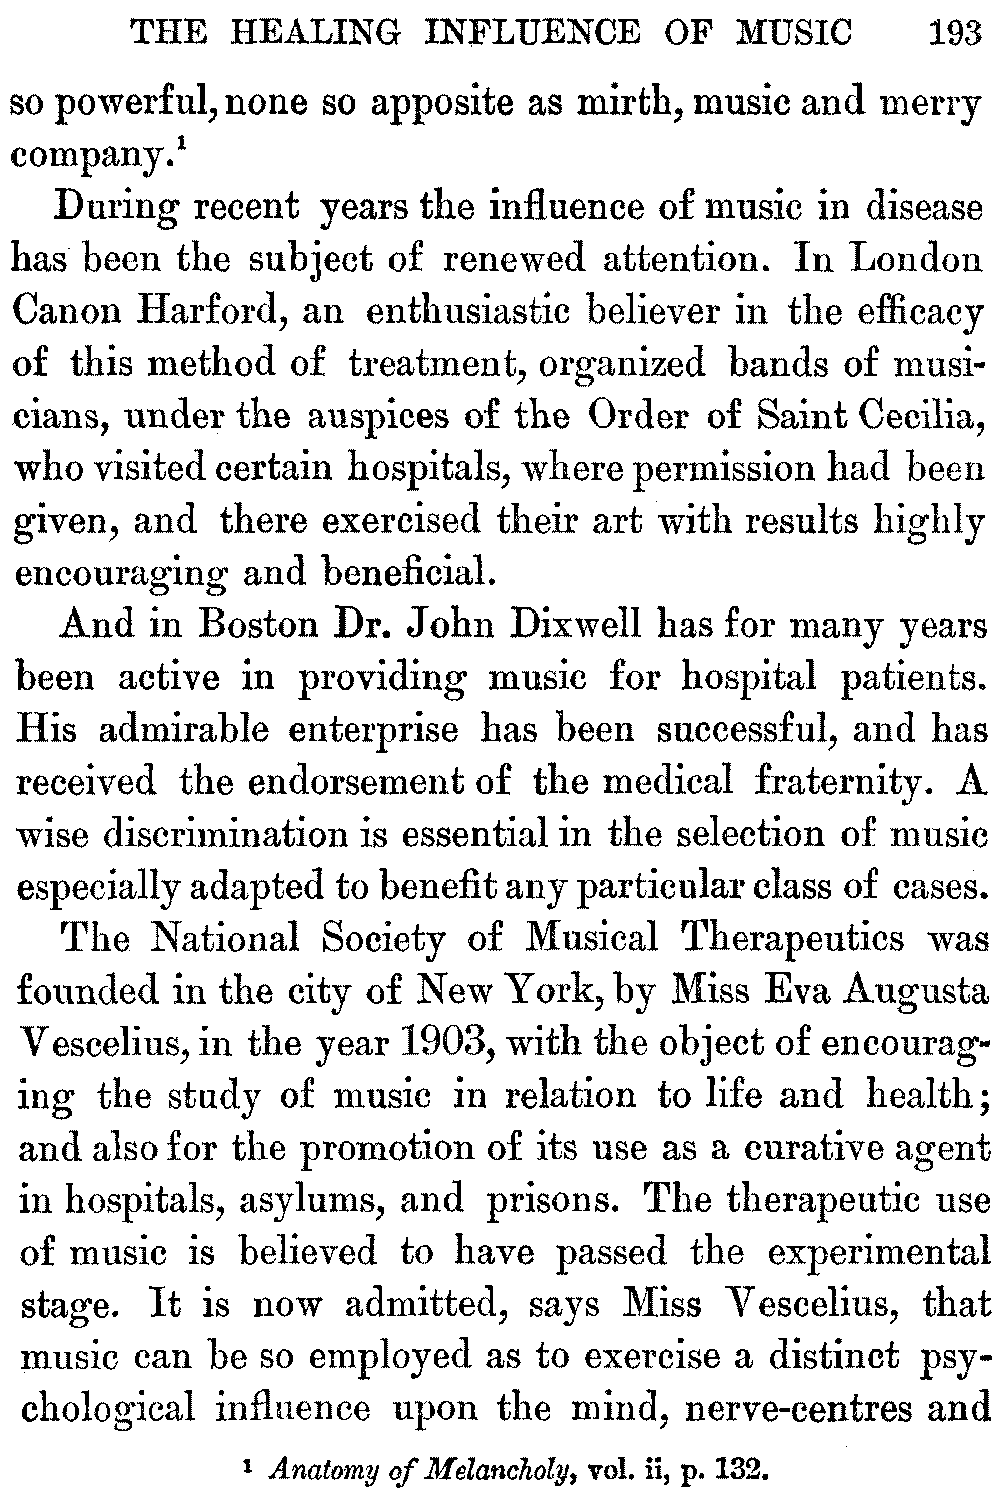 THE HEALING INFLUENCE OF MUSIC 193
so powerful, none so apposite as mirth, music and merry
company.¹
During recent years the influence of music in disease
has been the subject of renewed attention. In London
Canon Harford, an enthusiastic believer in the efficacy
of this method of treatment, organized bands of musi-
cians, under the auspices of the Order of Saint Cecilia,
who visited certain hospitals, where permission had been
given, and there exercised their art with results highly
encouraging and beneficial.
And in Boston Dr. John Dixwell has for many years
been active in providing music for hospital patients.
His admirable enterprise has been successful, and has
received the endorsement of the medical fraternity. A
wise discrimination is essential in the selection of music
especially adapted to benefit any particular class of cases.
The National Society of Musical Therapeutics was
founded in the city of New York, by Miss Eva Augusta
Vescelius, in the year 1903, with the object of encourag-
ing the study of music in relation to life and health;
and also for the promotion of its use as a curative agent
in hospitals, asylums, and prisons. The therapeutic use
of music is believed to have passed the experimental
stage. It is now admitted, says Miss Vescelius, that
music can be so employed as to exercise a distinct psy-
chological influence upon the mind, nerve-centres and
¹ Anatomy of Melancholy, vol. ii, p. 132.